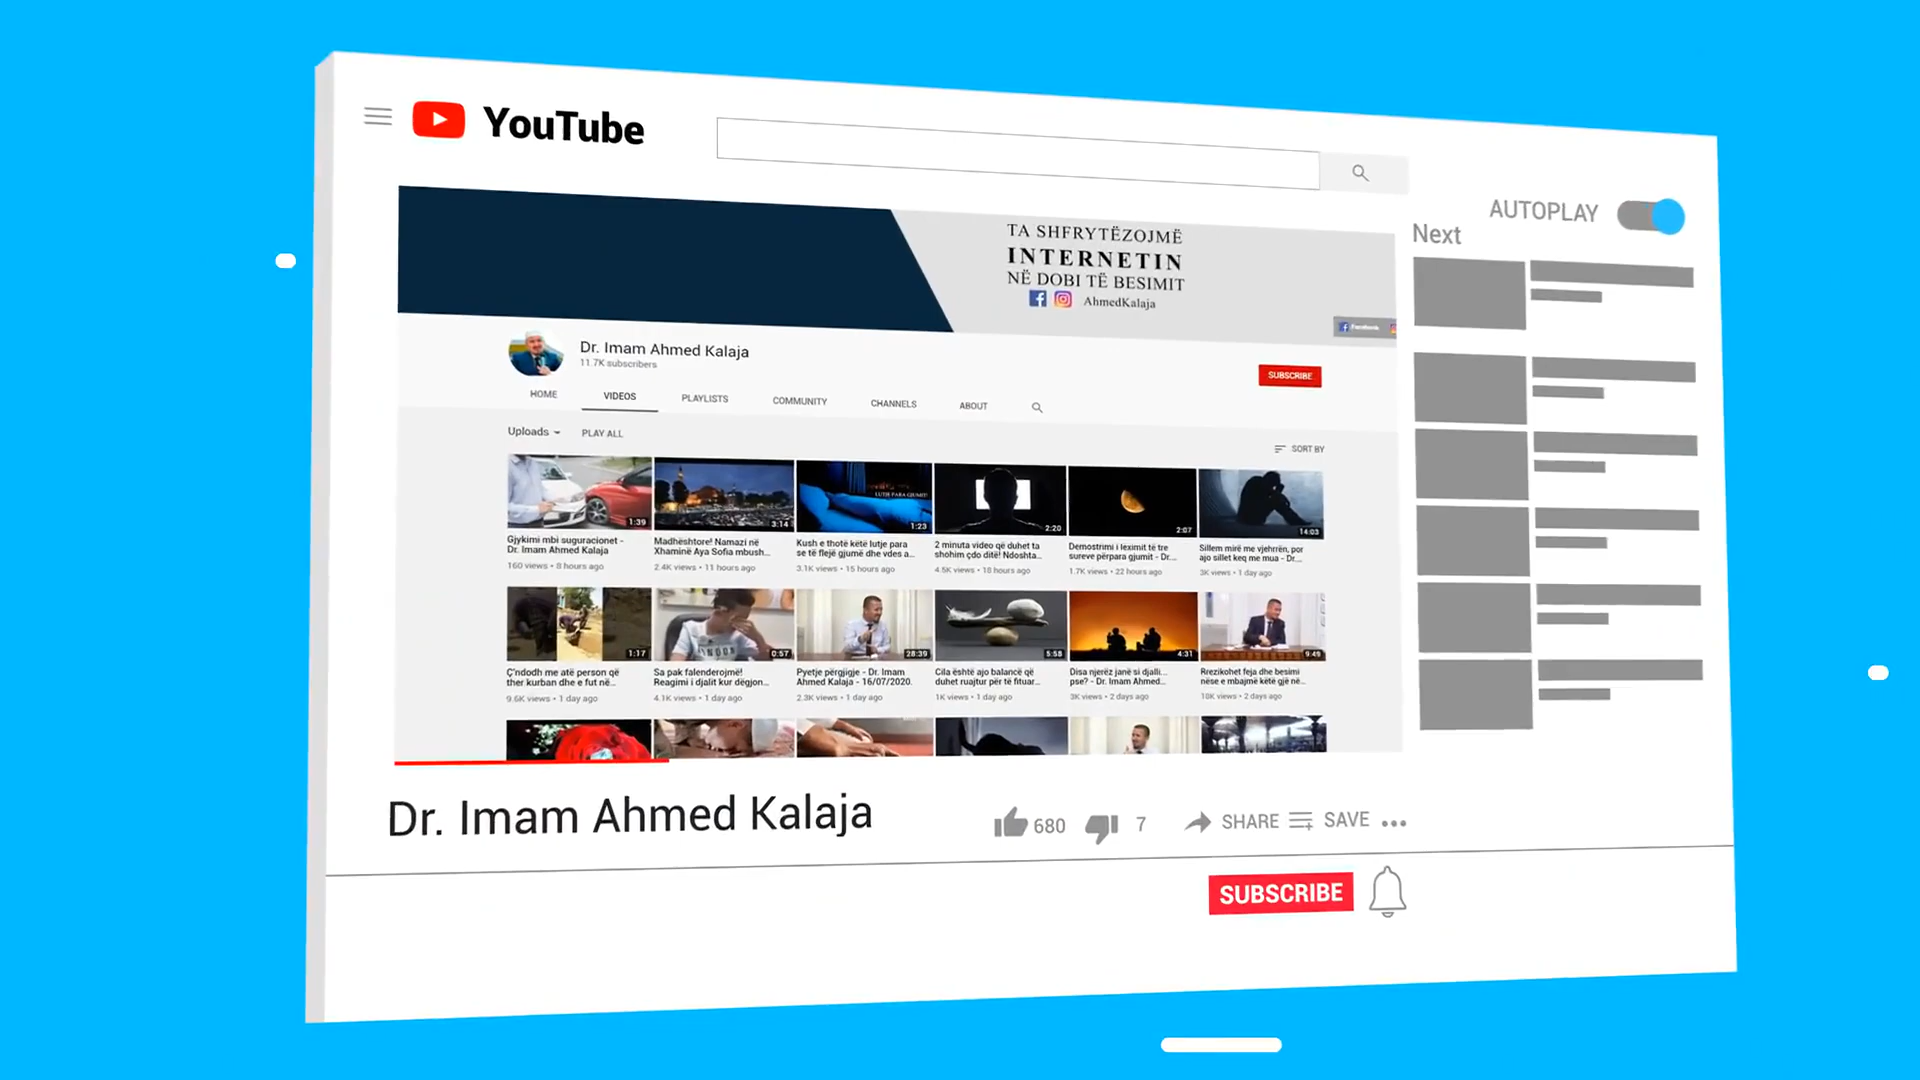 YouTube
AUTOPLAY
Next
TA SHFRYTËZOJMË
INTERNETIN
NË DOBI TË BESIMIT
AhmedKalaja
Facebook
Dr. Imam Ahmed Kalaja
11.7K subscribers
SUBSCRIBE
HOME VIDEOS PLAYLISTS COMMUNITY CHANNELS ABOUT
Uploads PLAY ALL
SORT BY
LUTJE PARA GJUMIT!
1:39 3:14 1:23 2:20 2:07 14:03
Gjykimi mbi suguracionet -
Dr. Imam Ahmed Kalaja
160 views • 8 hours ago
Madhështore! Namazi në
Xhaminë Aya Sofia mbush...
2.4K views • 11 hours ago
Kush e thotë këtë lutje para
se të flejë gjumë dhe vdes a...
3.1K views • 15 hours ago
2 minuta video që duhet ta
shohim çdo ditë! Ndoshta...
4.5K views • 18 hours ago
Demostrimi i leximit të tre
sureve përpara gjumit - Dr....
1.7K views • 22 hours ago
Sillem mirë me vjehrrën, por
ajo sillet keq me mua - Dr....
3K views • 1 day ago
1:17 0:57 28:39 5:58 4:31 9:49
Ç'ndodh me atë person që
ther kurban dhe e fut në...
9.6K views • 1 day ago
Sa pak falenderojmë!
Reagimi i djalit kur dëgjon...
4.1K views • 1 day ago
Pyetje përgjigje - Dr. Imam
Ahmed Kalaja - 16/07/2020.
2.3K views • 1 day ago
Cila është ajo balancë që
duhet ruajtur për të fituar...
1K views • 1 day ago
Disa njerëz janë si djalli...
pse? - Dr. Imam Ahmed...
3K views • 2 days ago
Rrezikohet feja dhe besimi
nëse e mbajmë këtë gjë në...
10K views • 2 days ago
Dr. Imam Ahmed Kalaja
680 7 SHARE SAVE
SUBSCRIBE